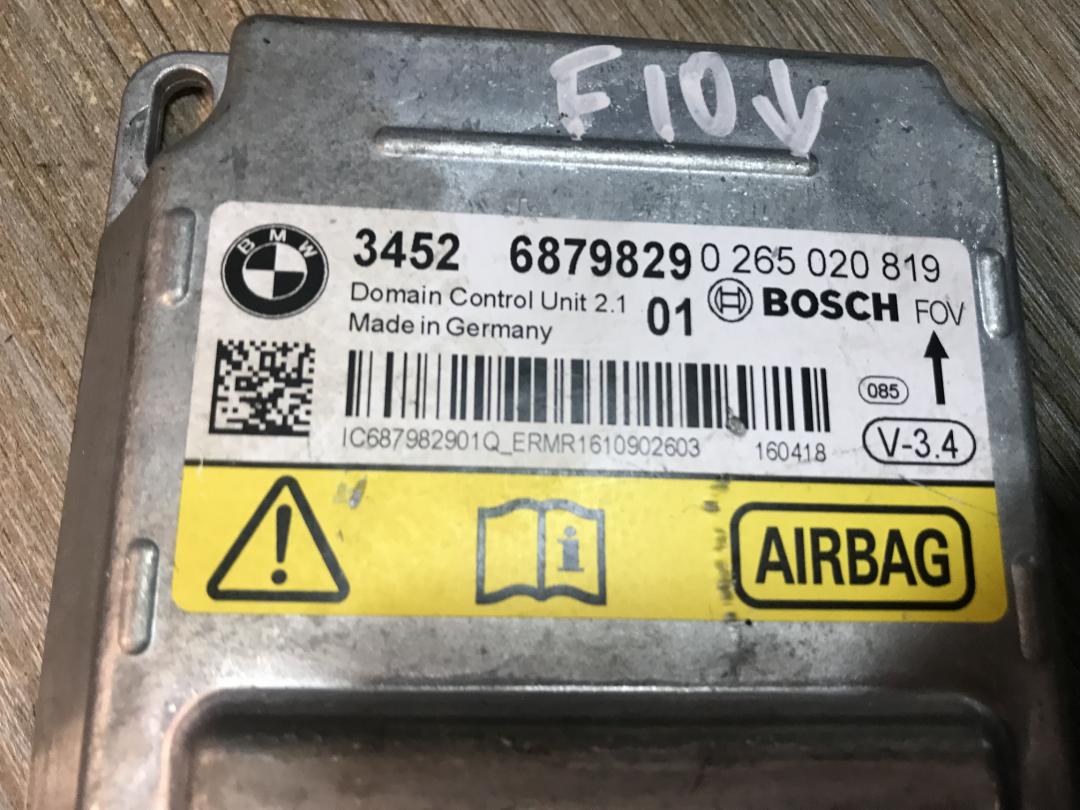 F10↓
BMW
3452 6879829 0 265 020 819
Domain Control Unit 2.1 01 BOSCH FOV
Made in Germany
085
IC687982901Q_ERMR1610902603 160418 V-3.4
i
AIRBAG